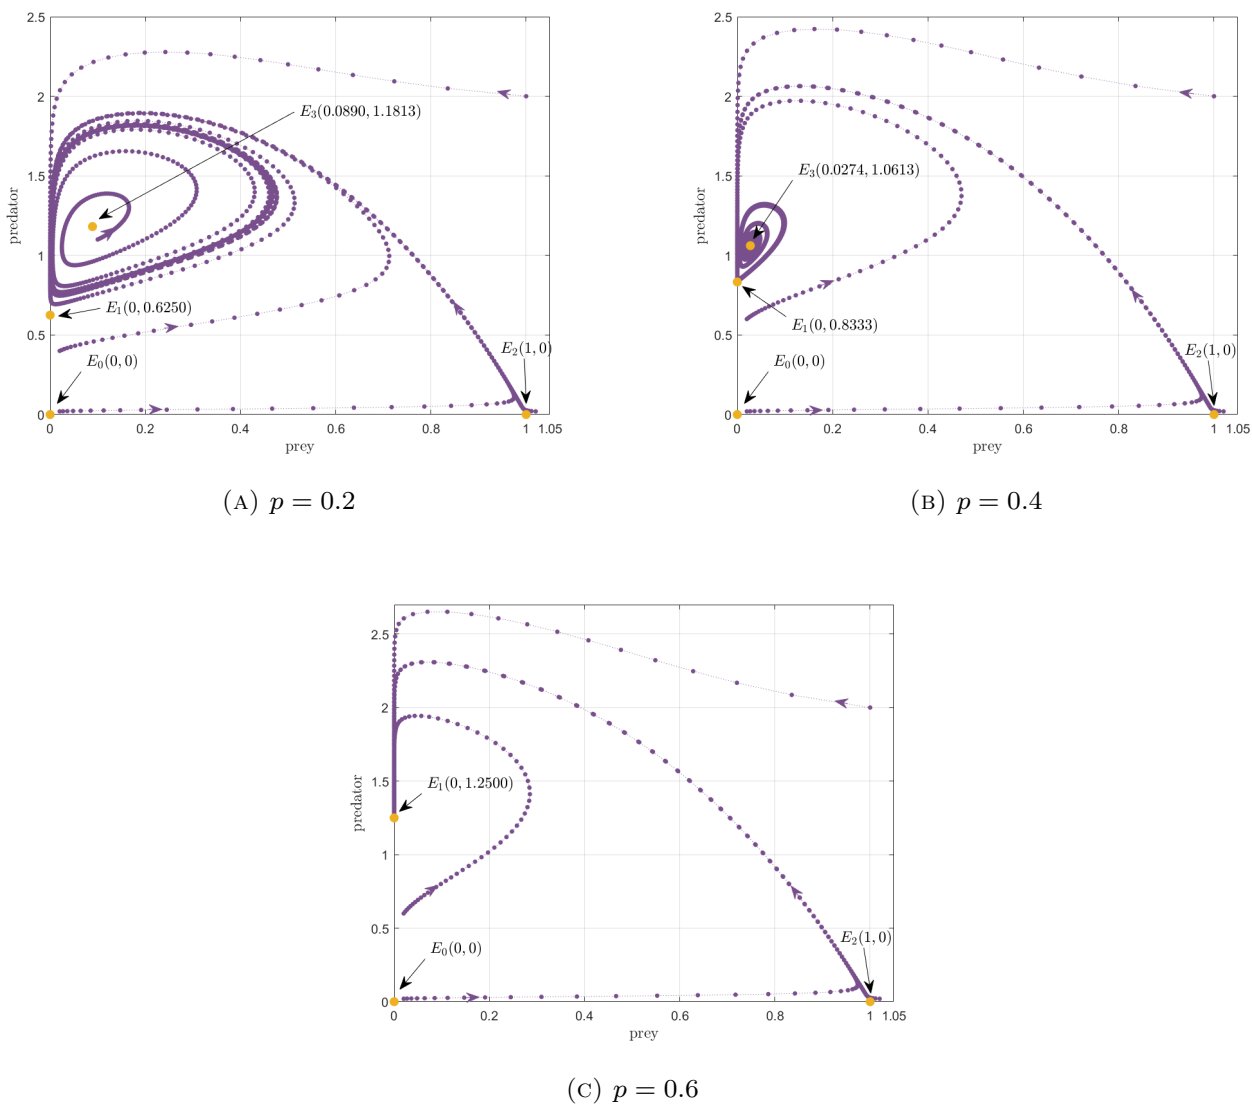 2.5
2
1.5
1
0.5
0
predator
E₃(0.0890, 1.1813)
E₁(0, 0.6250)
E₀(0, 0)
E₂(1, 0)
0 0.2 0.4 0.6 0.8 1 1.05
prey
(A) p = 0.2
2.5
2
1.5
1
0.5
0
predator
E₃(0.0274, 1.0613)
E₁(0, 0.8333)
E₀(0, 0)
E₂(1, 0)
0 0.2 0.4 0.6 0.8 1 1.05
prey
(B) p = 0.4
2.5
2
1.5
1
0.5
0
predator
E₁(0, 1.2500)
E₀(0, 0)
E₂(1, 0)
0 0.2 0.4 0.6 0.8 1 1.05
prey
(C) p = 0.6